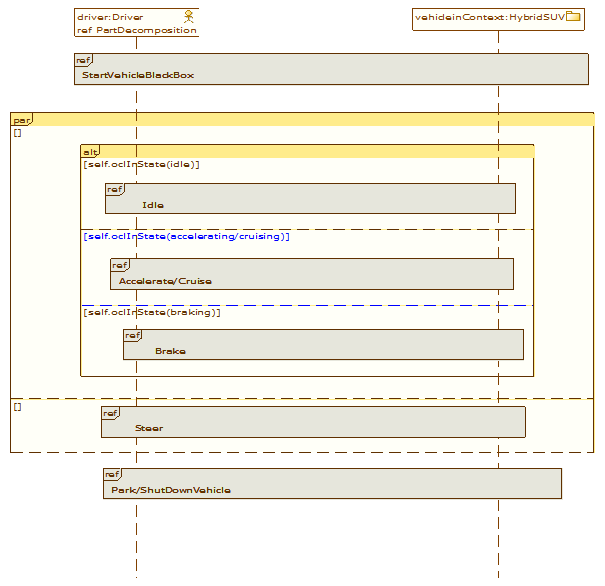 driver:Driver
ref PartDecomposition
vehicleinContext:HybridSUV
ref
StartVehicleBlackBox
par
[]
alt
[self.oclInState(idle)]
ref
Idle
[self.oclInState(accelerating/cruising)]
ref
Accelerate/Cruise
[self.oclInState(braking)]
ref
Brake
[]
ref
Steer
ref
Park/ShutDownVehicle